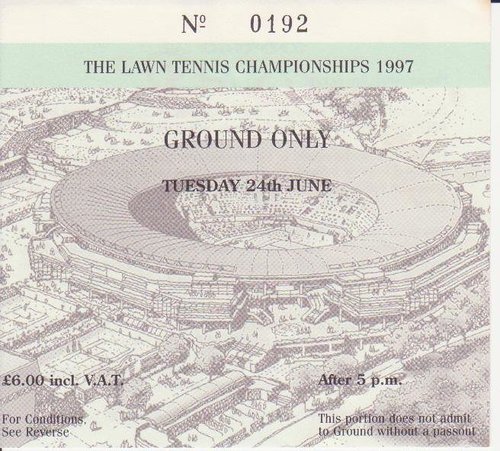 Nº 0192
THE LAWN TENNIS CHAMPIONSHIPS 1997
GROUND ONLY
TUESDAY 24th JUNE
£6.00 incl. V.A.T.
After 5 p.m.
For Conditions,
See Reverse
This portion does not admit
to Ground without a passout